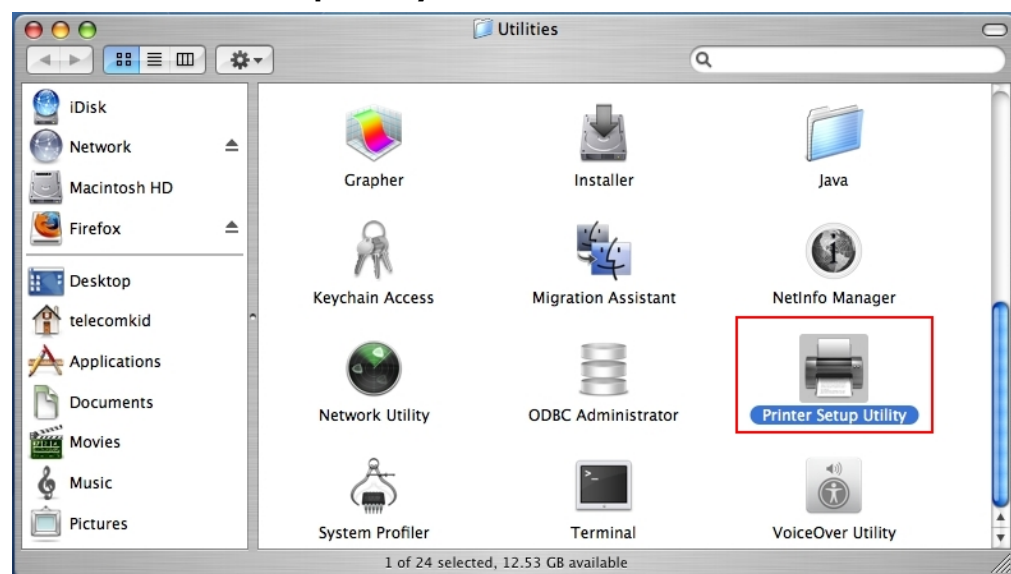 Utilities
iDisk
Network
Macintosh HD
Firefox
Desktop
telecomkid
Applications
Documents
Movies
Music
Pictures
Grapher
Installer
Java
Keychain Access
Migration Assistant
NetInfo Manager
Network Utility
ODBC Administrator
Printer Setup Utility
System Profiler
Terminal
VoiceOver Utility
1 of 24 selected, 12.53 GB available